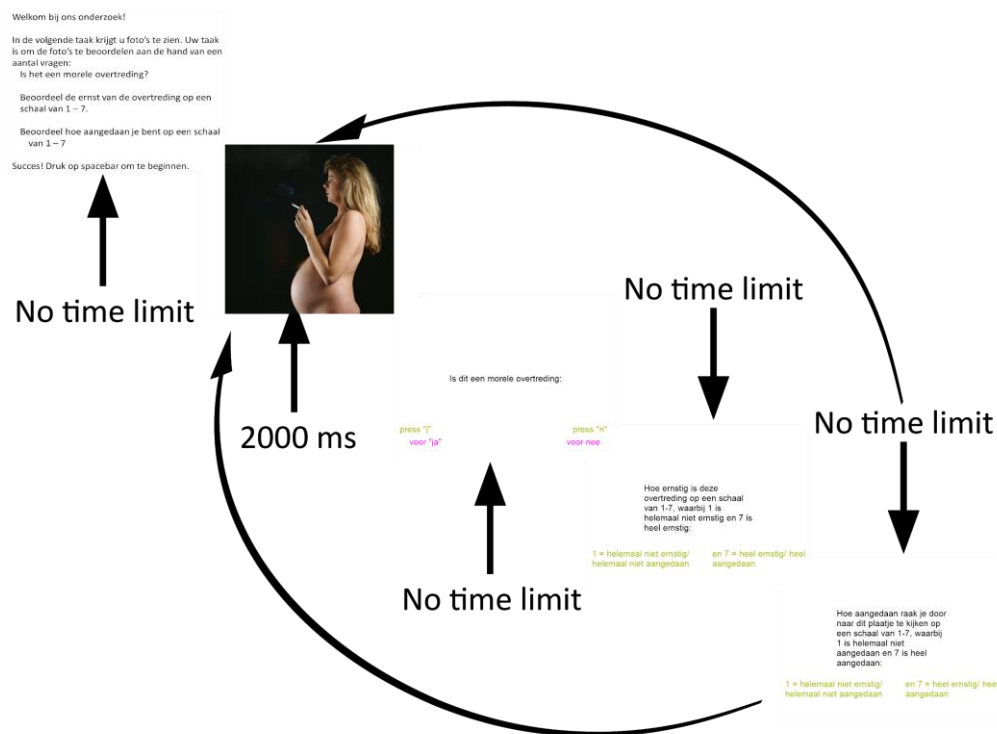 Welkom bij ons onderzoek!
In de volgende taak krijgt u foto's te zien. Uw taak
is om de foto's te beoordelen aan de hand van een
aantal vragen:
Is het een morele overtreding?
Beoordeel de ernst van de overtreding op een
schaal van 1 – 7.
Beoordeel hoe aangedaan je bent op een schaal
van 1 – 7
Succes! Druk op spacebar om te beginnen.
No time limit
2000 ms
Is dit een morele overtreding:
press "j"
voor "ja"
press "n"
voor nee
No time limit
No time limit
Hoe ernstig is deze
overtreding op een schaal
van 1-7, waarbij 1 is
helemaal niet ernstig en 7 is
heel ernstig:
1 = helemaal niet ernstig/
helemaal niet aangedaan
en 7 = heel ernstig/ heel
aangedaan
No time limit
Hoe aangedaan raak je door
naar dit plaatje te kijken op
een schaal van 1-7, waarbij
1 is helemaal niet
aangedaan en 7 is heel
aangedaan:
1 = helemaal niet ernstig/
helemaal niet aangedaan
en 7 = heel ernstig/ heel
aangedaan